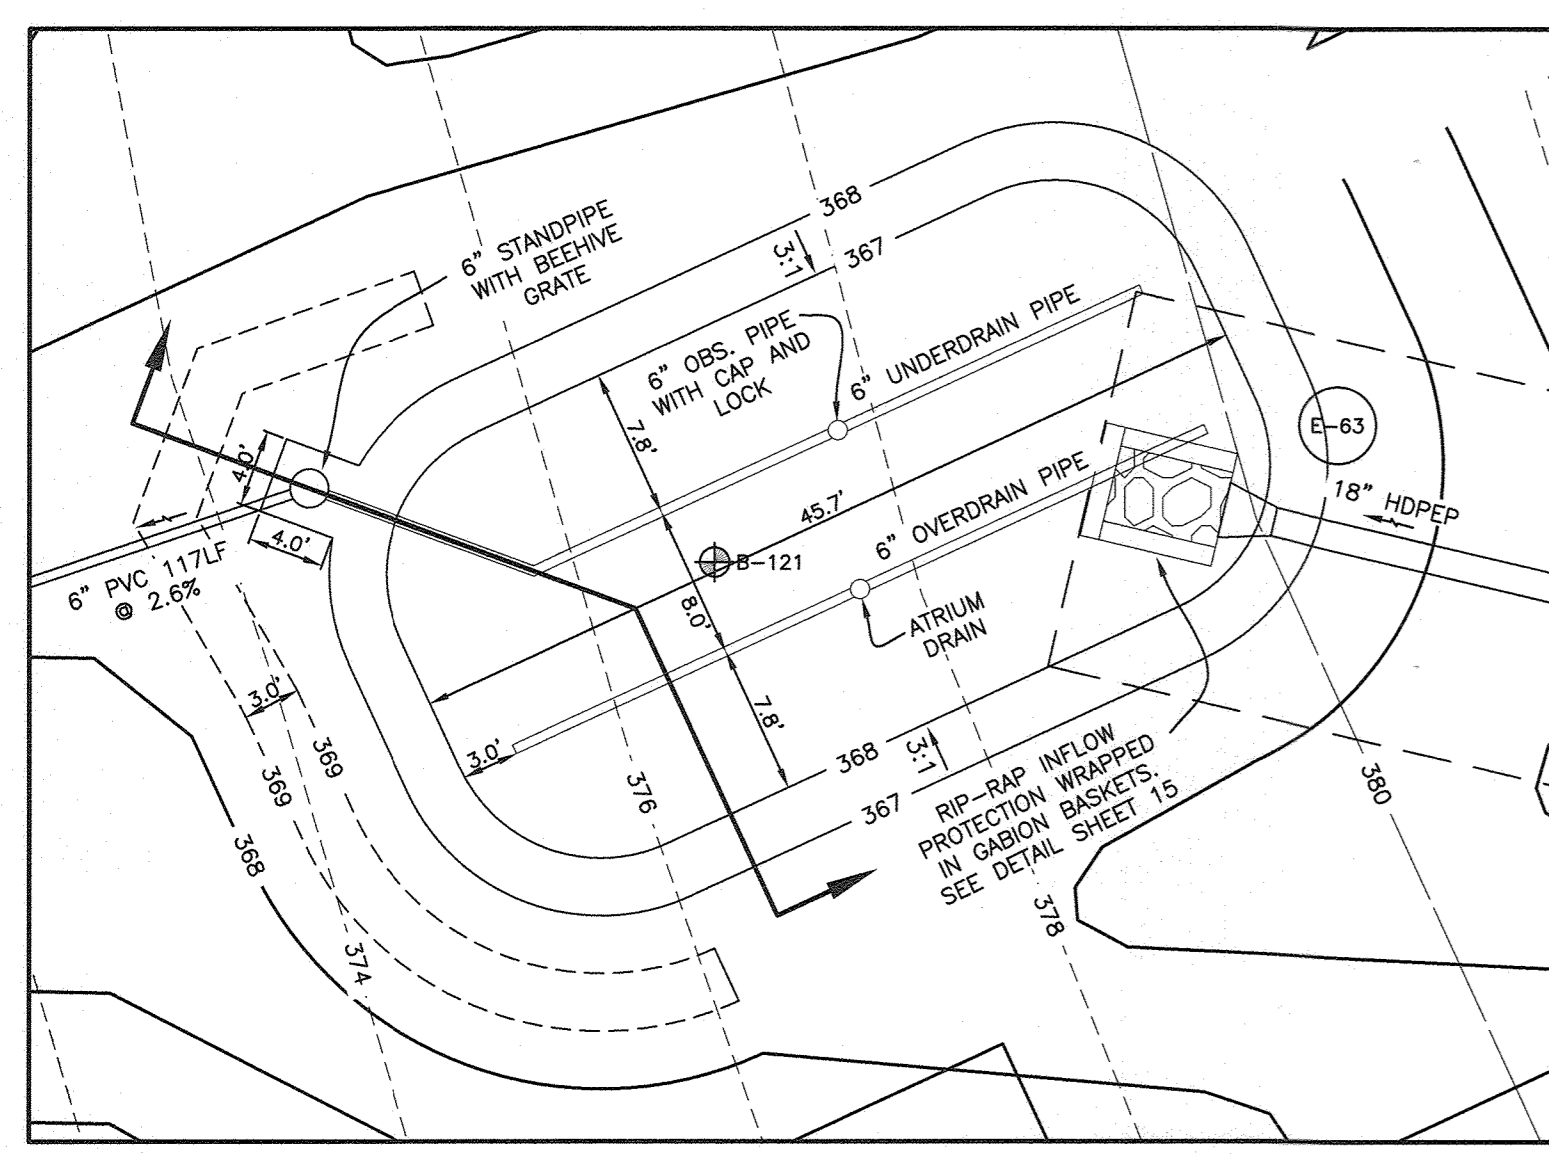 368
367
3:1
6" STANDPIPE
WITH BEEHIVE
GRATE
6" OBS. PIPE
WITH CAP AND
LOCK
6" UNDERDRAIN PIPE
7.8'
4.0'
4.0'
45.7'
6" OVERDRAIN PIPE
E-63
18" HDPEP
B-121
6" PVC 117LF
@ 2.6%
8.0'
ATRIUM
DRAIN
3.0'
7.8'
3.0'
369
369
368
376
368
3:1
367
RIP-RAP INFLOW
PROTECTION WRAPPED
IN GABION BASKETS.
SEE DETAIL SHEET 15
380
378
374